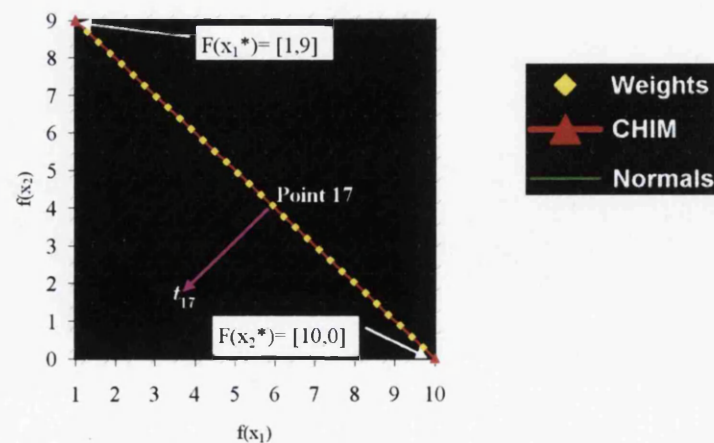 9
8
7
6
5
4
3
2
1
0
f(x₂)
F(x₁*)= [1,9]
Point 17
t₁₇
F(x₂*)= [10,0]
1 2 3 4 5 6 7 8 9 10
f(x₁)
Weights
CHIM
Normals